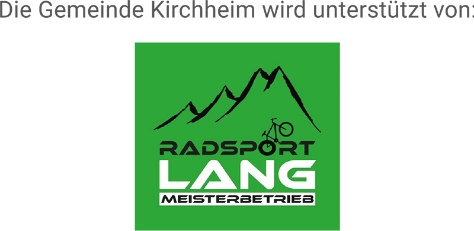 Die Gemeinde Kirchheim wird unterstützt von:
RADSPORT
LANG
MEISTERBETRIEB